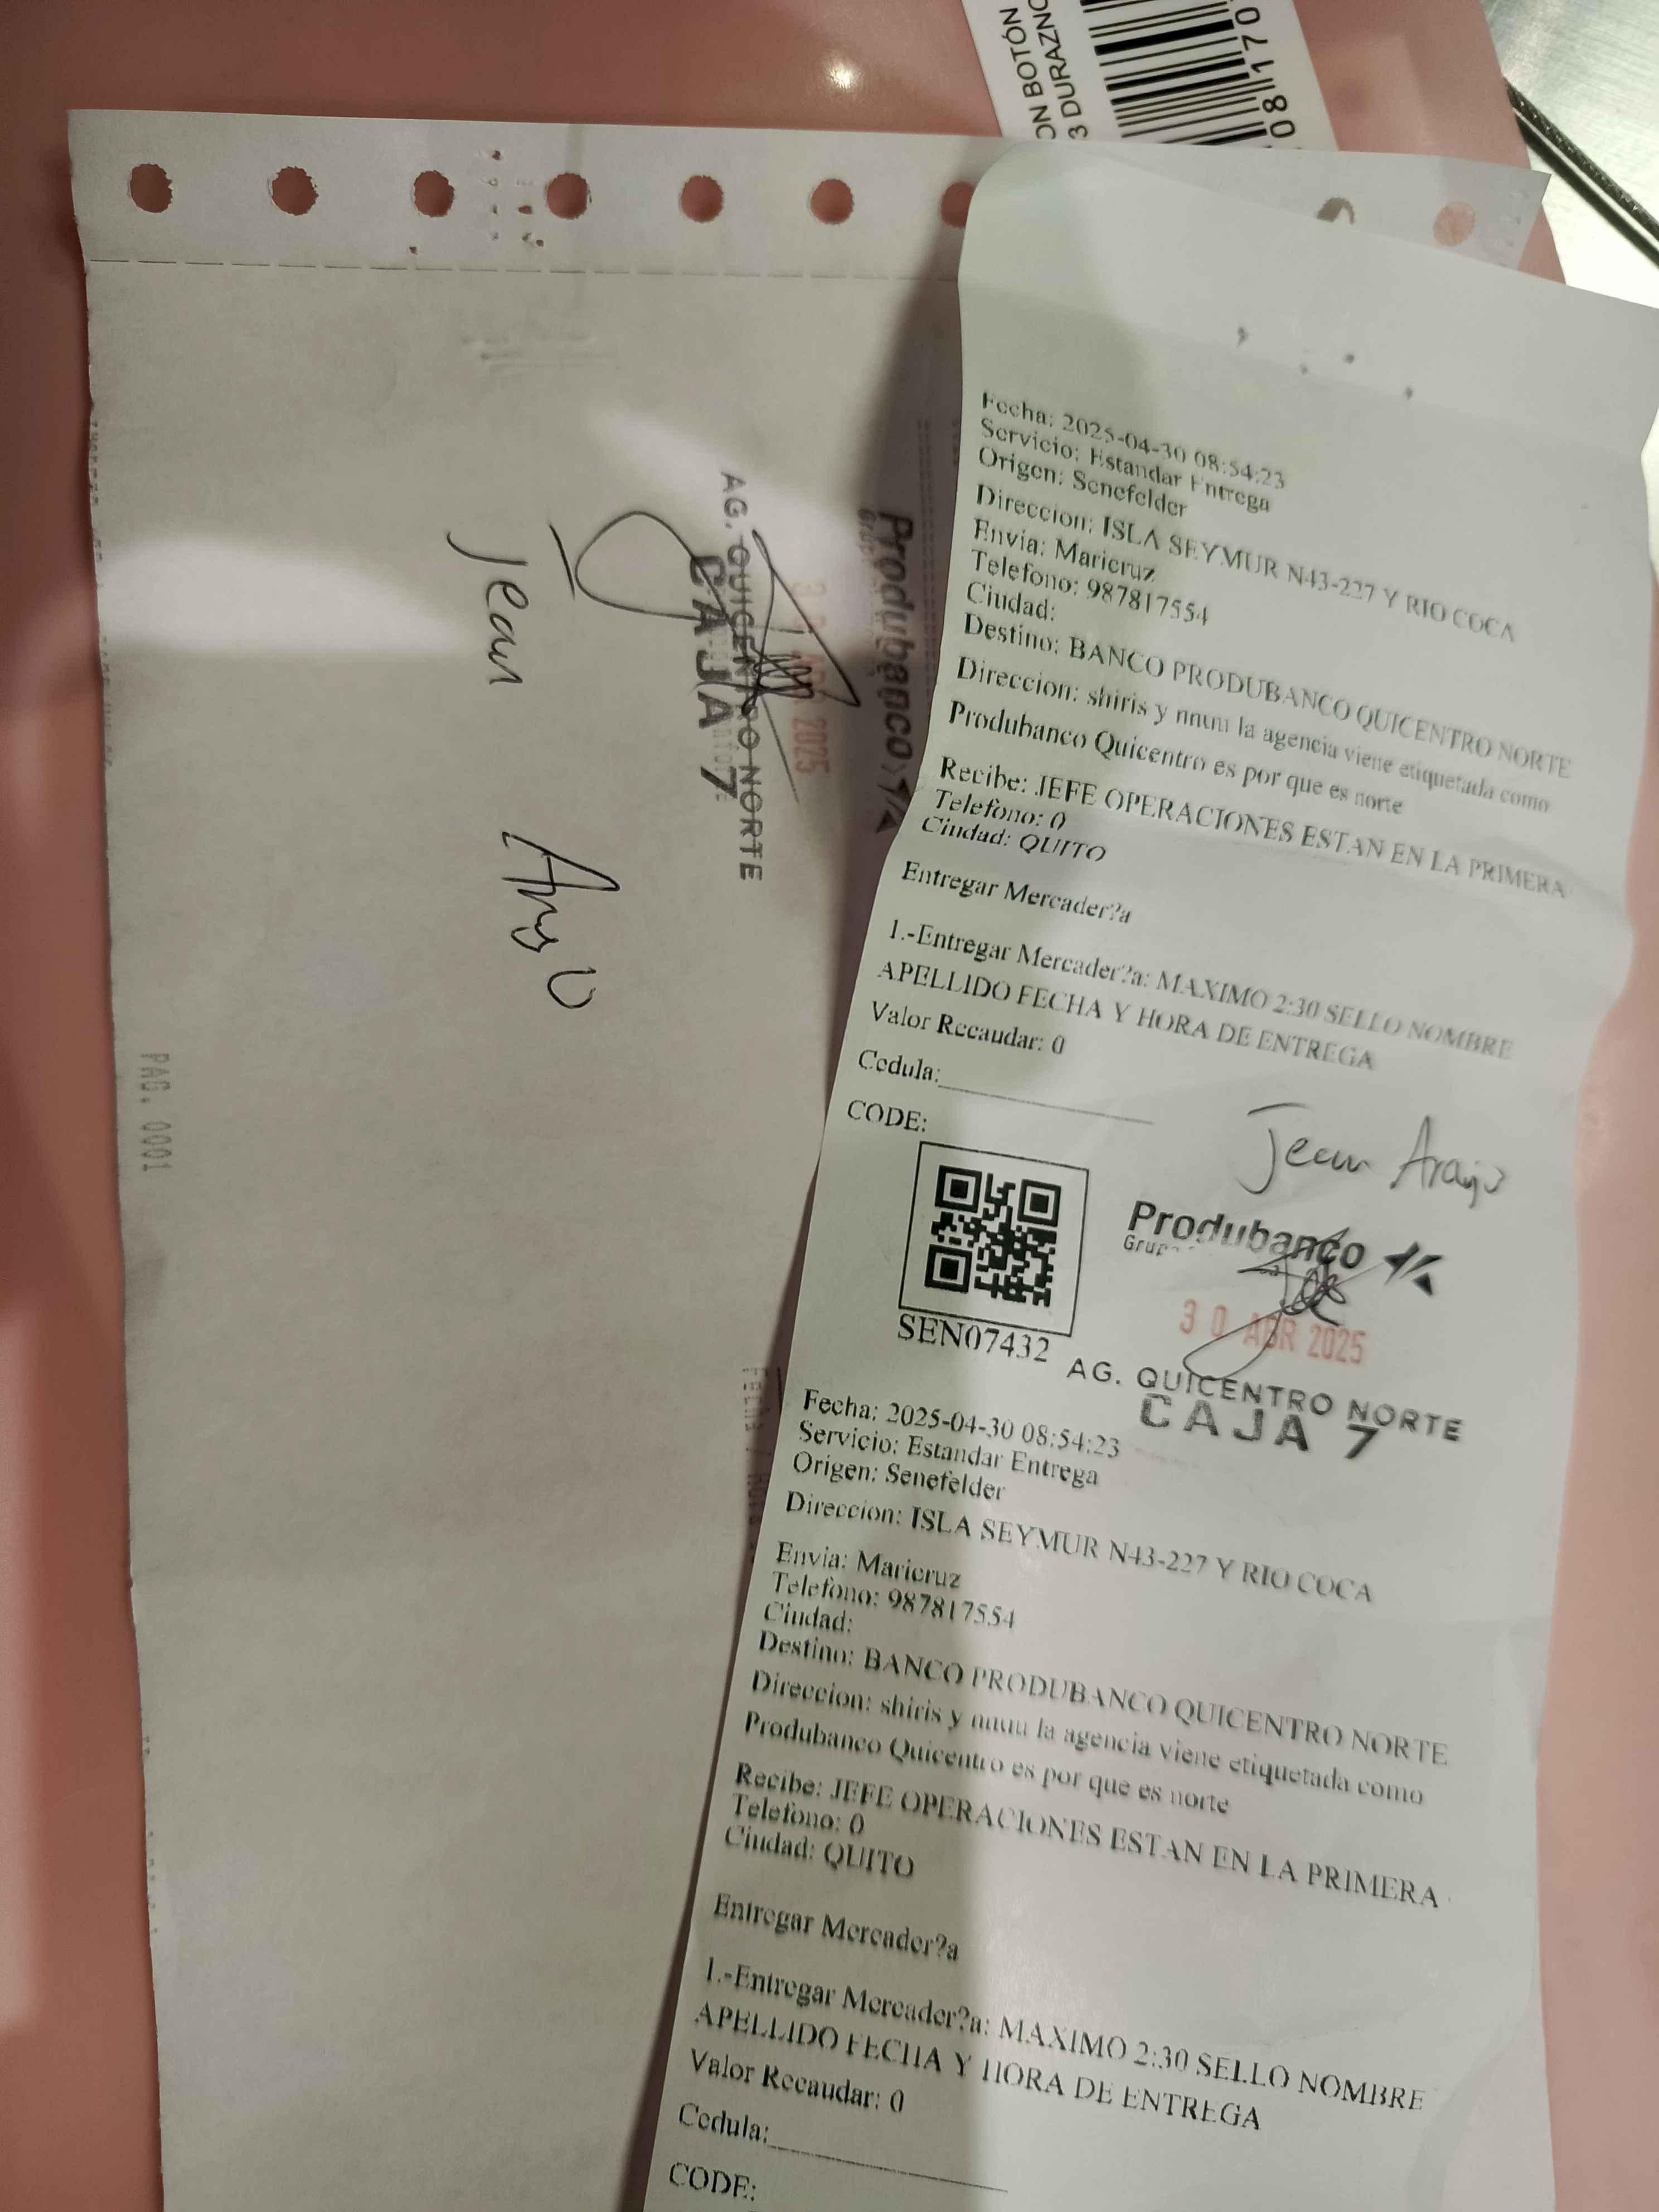 ON BOTÓN
3 DURAZNO
08170
Fecha: 2025-04-30 08:54:23
Servicio: Estandar Entrega
Origen: Senefelder
Direccion: ISLA SEYMUR N43-227 Y RIO COCA
Envia: Maricruz
Telefono: 987817554
Ciudad:
Destino: BANCO PRODUBANCO QUICENTRO NORTE
Direccion: shiris y nnuu la agencia viene etiquetada como
Produbanco Quicentro es por que es norte
Recibe: JEFE OPERACIONES ESTAN EN LA PRIMERA
Telefono: 0
Ciudad: QUITO
Entregar Mercader?a
1.-Entregar Mercader?a: MAXIMO 2:30 SELLO NOMBRE
APELLIDO FECHA Y HORA DE ENTREGA
Valor Recaudar: 0
Cedula:
CODE:
Jean Araujo
Produbanco
Grupo
30 ABR 2025
AG. QUICENTRO NORTE
CAJA 7
SEN07432
Fecha: 2025-04-30 08:54:23
Servicio: Estandar Entrega
Origen: Senefelder
Direccion: ISLA SEYMUR N43-227 Y RIO COCA
Envia: Maricruz
Telefono: 987817554
Ciudad:
Destino: BANCO PRODUBANCO QUICENTRO NORTE
Direccion: shiris y nnuu la agencia viene etiquetada como
Produbanco Quicentro es por que es norte
Recibe: JEFE OPERACIONES ESTAN EN LA PRIMERA
Telefono: 0
Ciudad: QUITO
Entregar Mercader?a
1.-Entregar Mercader?a: MAXIMO 2:30 SELLO NOMBRE
APELLIDO FECHA Y HORA DE ENTREGA
Valor Recaudar: 0
Cedula:
CODE:
Produbanco
2025
AG. QUICENTRO NORTE
CAJA 7
Jean
PAG. 0001